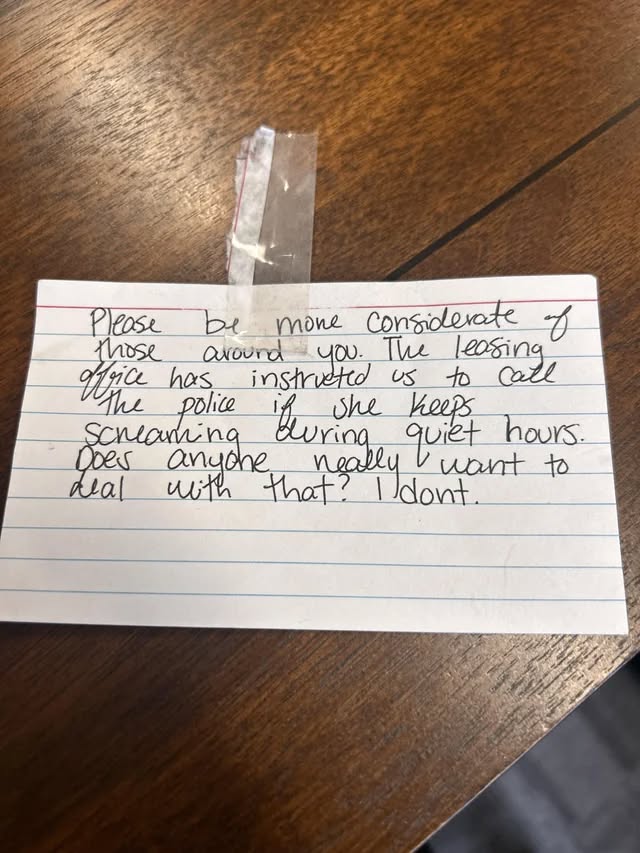 Please be more considerate of
those around you. The leasing
office has instructed us to call
the police if she keeps
screaming during quiet hours.
Does anyone really want to
deal with that? I dont.